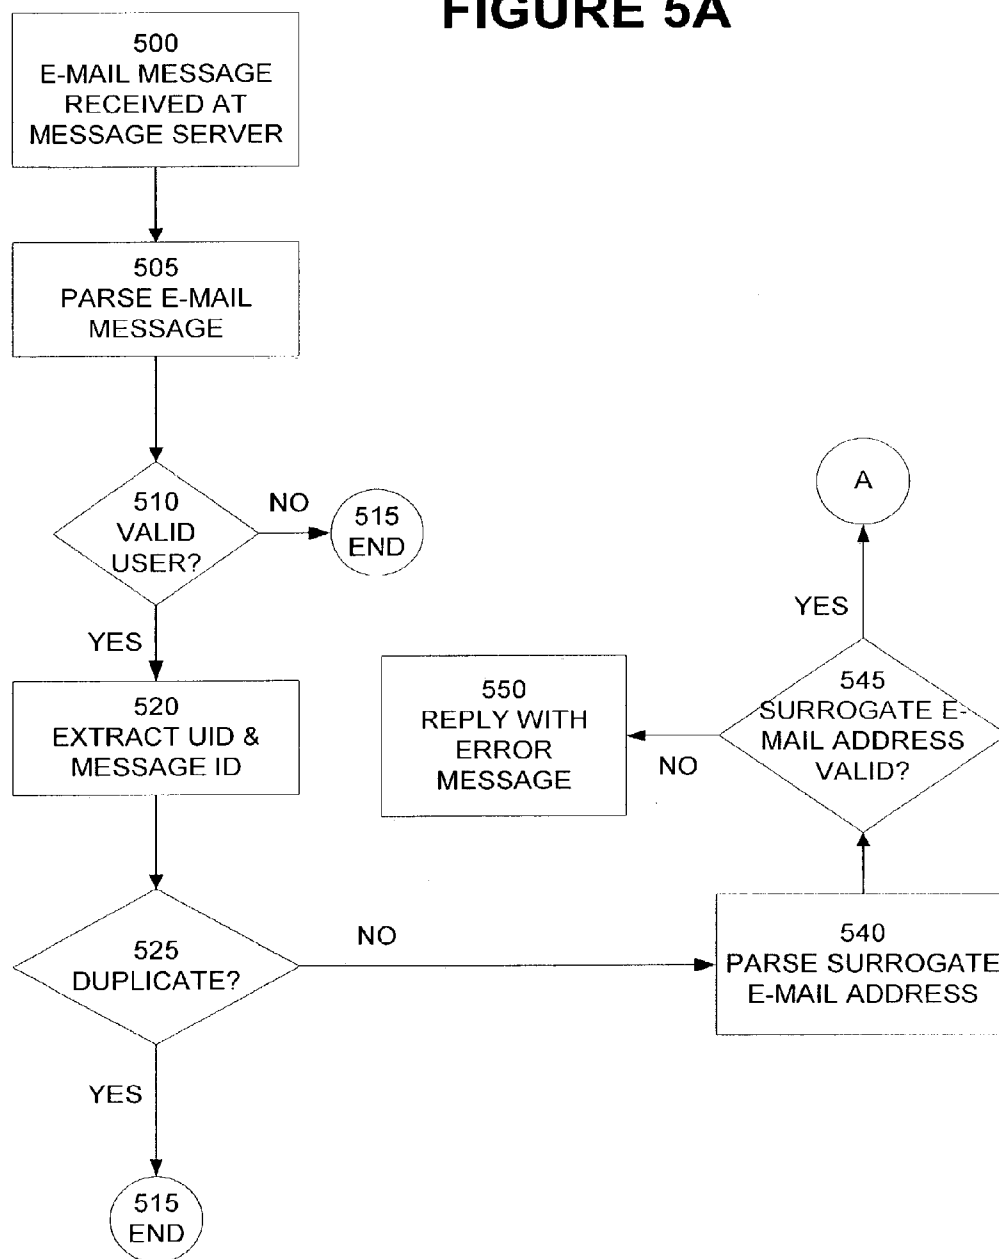 FIGURE 5A
500
E-MAIL MESSAGE
RECEIVED AT
MESSAGE SERVER
505
PARSE E-MAIL
MESSAGE
510
VALID
USER?
NO
515
END
YES
520
EXTRACT UID &
MESSAGE ID
525
DUPLICATE?
NO
YES
515
END
540
PARSE SURROGATE
E-MAIL ADDRESS
545
SURROGATE E-
MAIL ADDRESS
VALID?
NO
550
REPLY WITH
ERROR
MESSAGE
YES
A